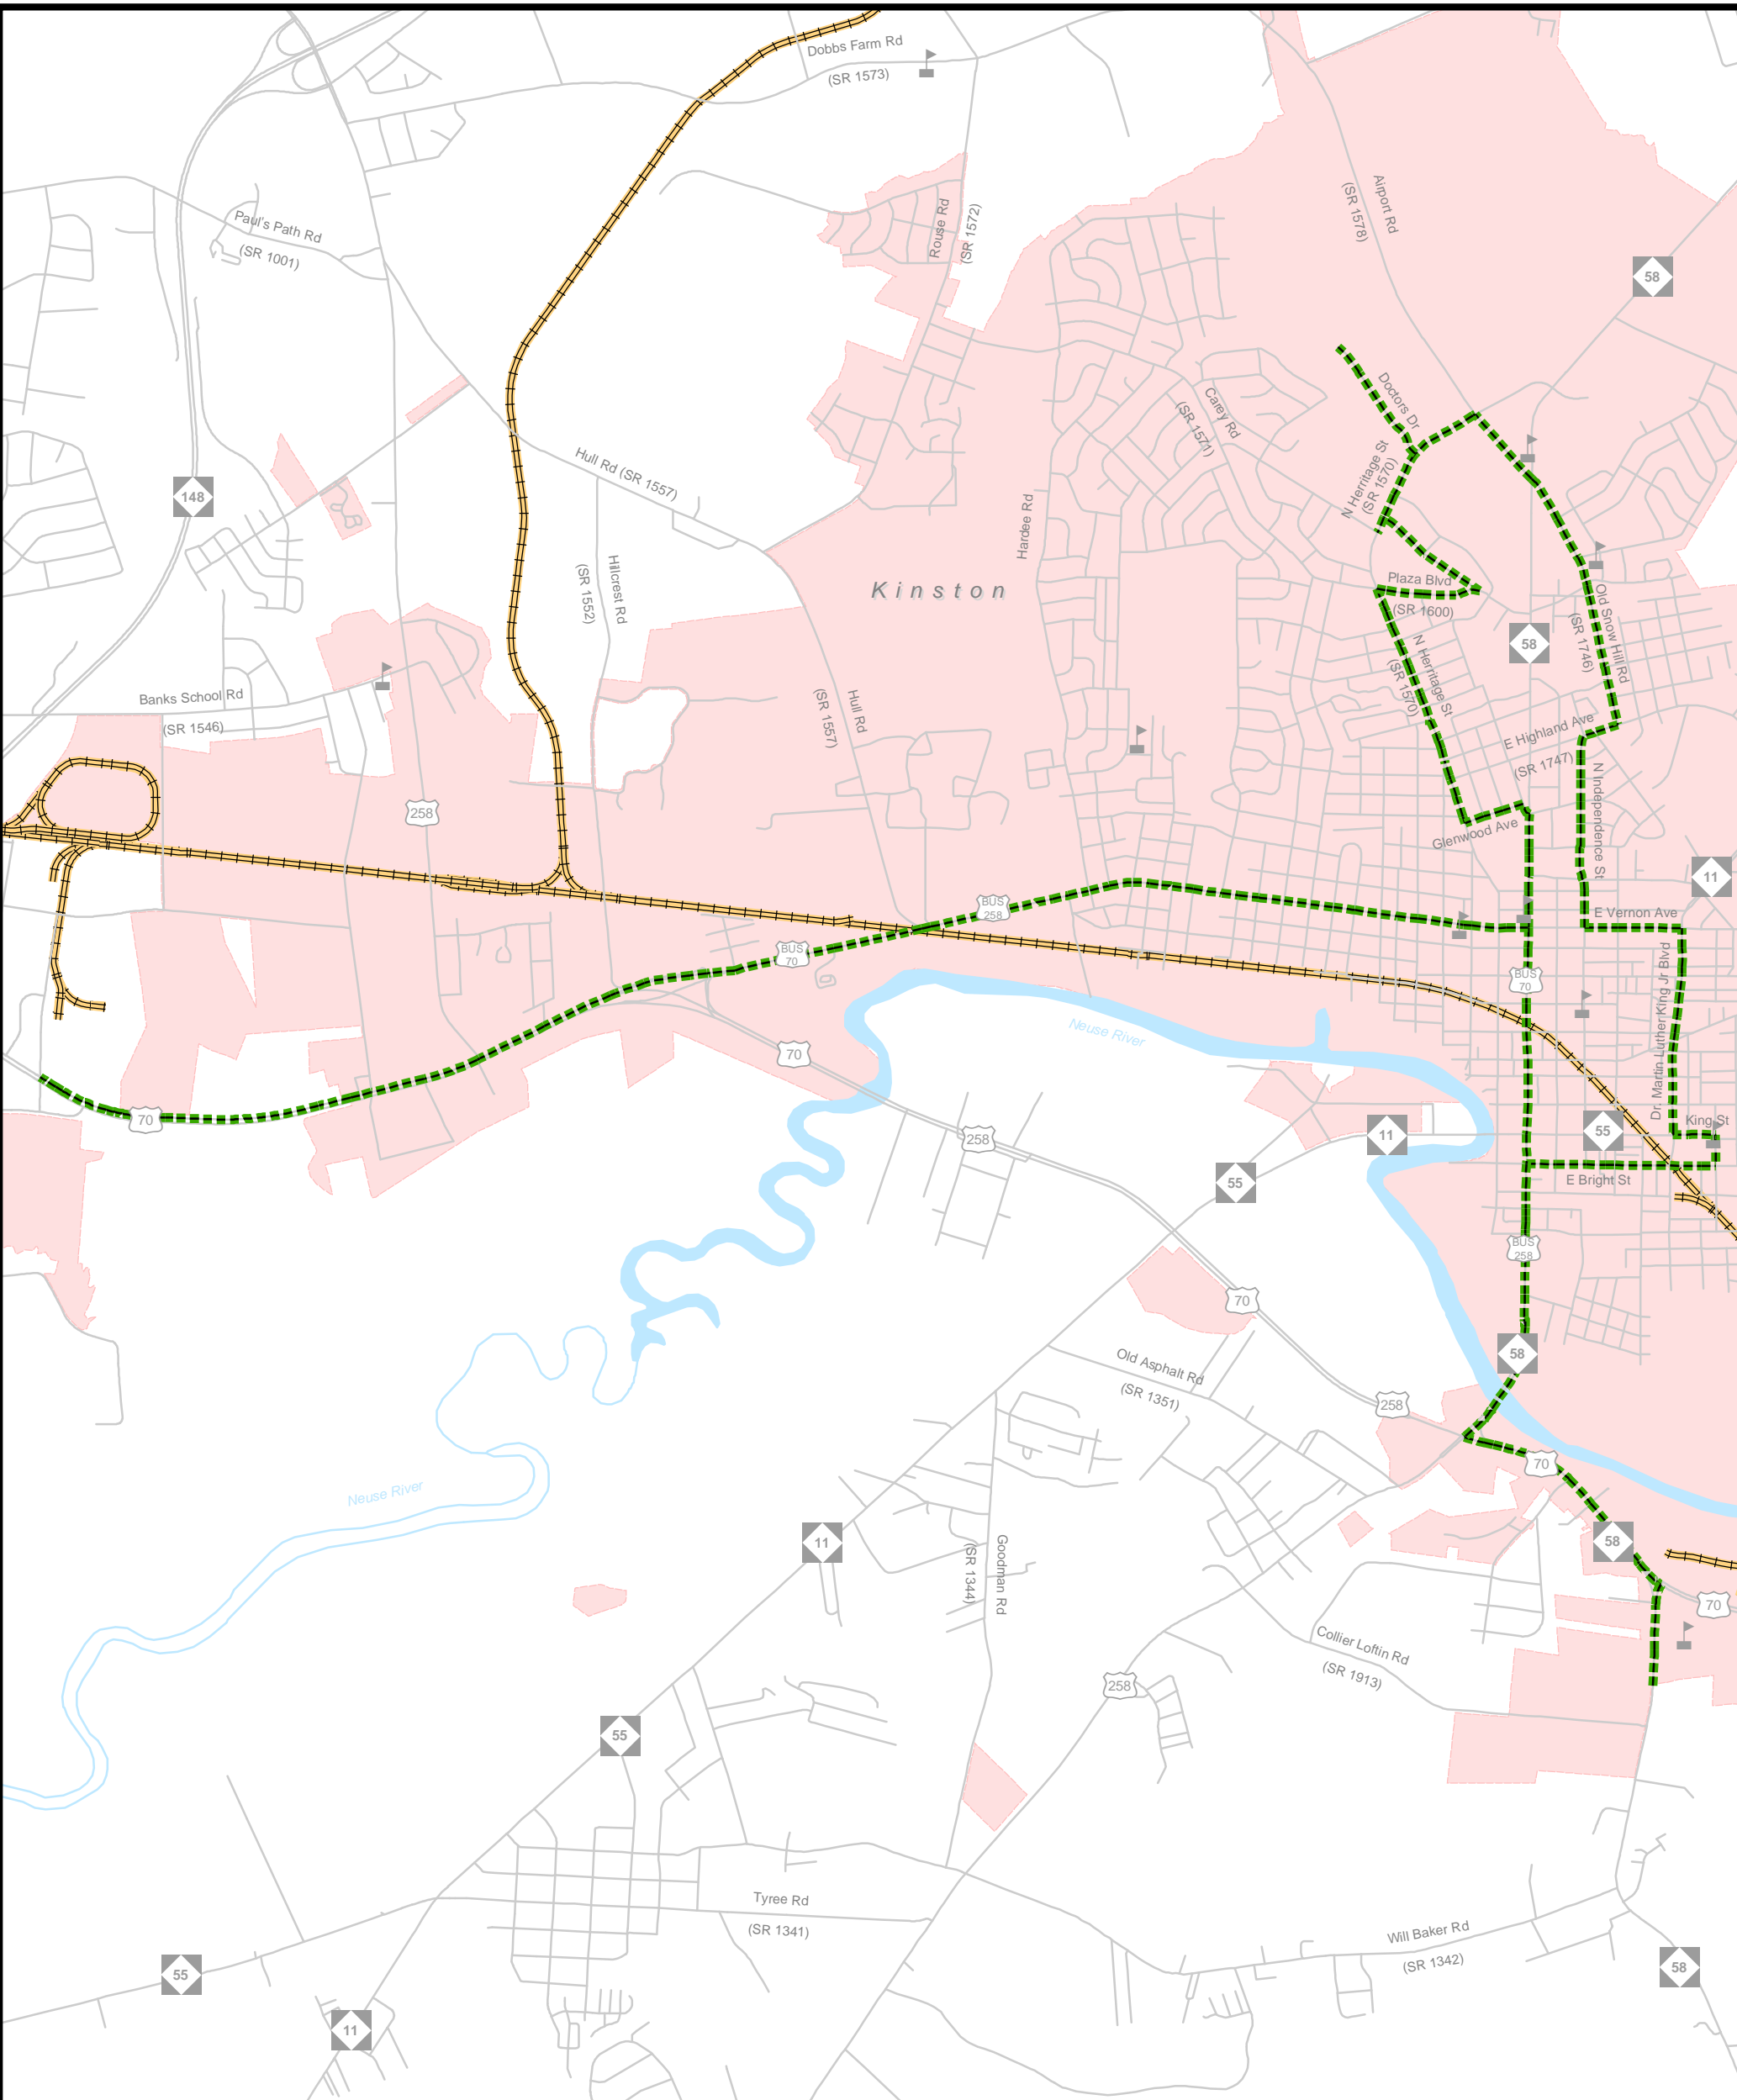 Dobbs Farm Rd
(SR 1573)
Paul's Path Rd
(SR 1001)
Rouse Rd
(SR 1572)
Airport Rd
(SR 1578)
58
Doctors Dr
Carey Rd
(SR 1571)
N Herritage St
(SR 1570)
Hull Rd (SR 1557)
148
Hardee Rd
Kinston
Hillcrest Rd
(SR 1552)
Plaza Blvd
(SR 1600)
Old Snow Hill Rd
(SR 1746)
58
N Herritage St
(SR 1570)
Banks School Rd
(SR 1546)
Hull Rd
(SR 1557)
E Highland Ave
(SR 1747)
N Independence St
258
Glenwood Ave
11
BUS
258
E Vernon Ave
BUS
70
BUS
70
Dr. Martin Luther King Jr Blvd
Neuse River
70
70
King St
55
11
258
55
E Bright St
BUS
258
70
58
Old Asphalt Rd
(SR 1351)
258
70
Neuse River
11
58
Goodman Rd
(SR 1344)
70
Collier Loftin Rd
(SR 1913)
258
55
Tyree Rd
(SR 1341)
Will Baker Rd
(SR 1342)
55
58
11